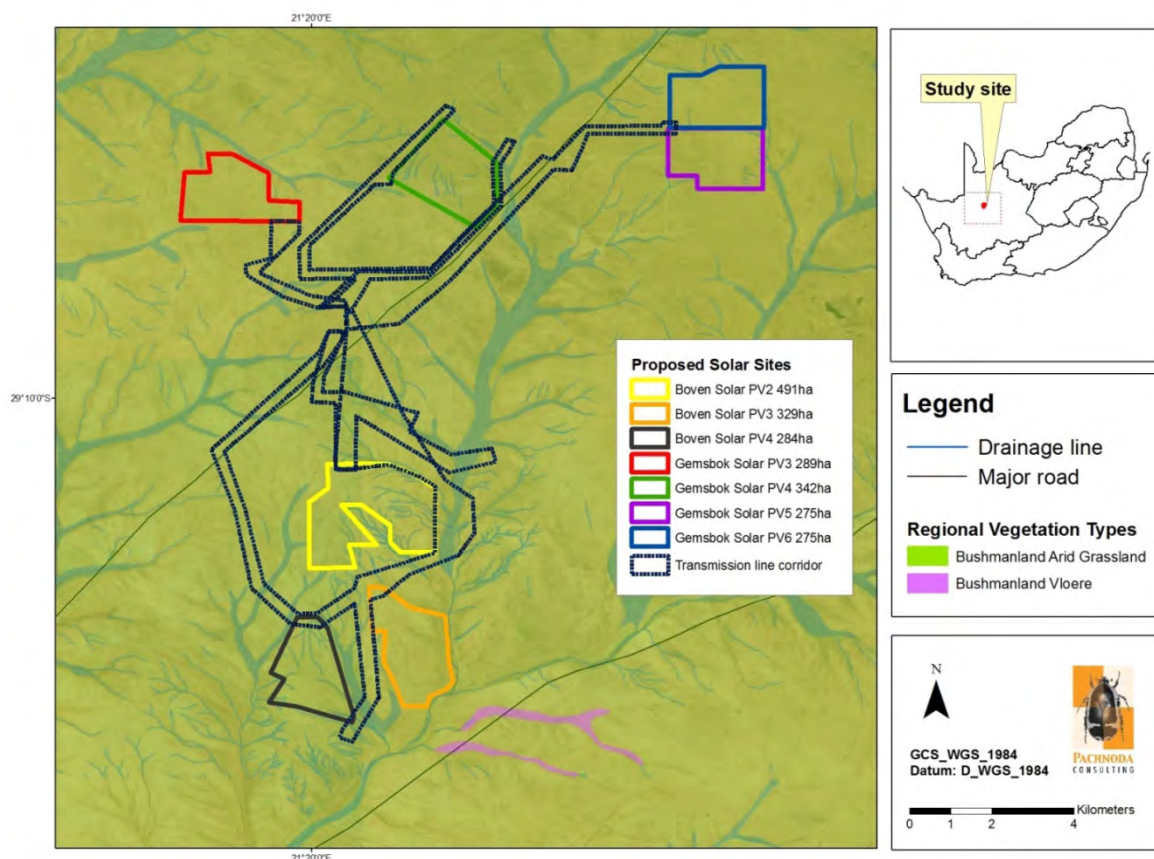 21°20'0"E
29°10'0"S
Proposed Solar Sites
Boven Solar PV2 491ha
Boven Solar PV3 329ha
Boven Solar PV4 284ha
Gemsbok Solar PV3 289ha
Gemsbok Solar PV4 342ha
Gemsbok Solar PV5 275ha
Gemsbok Solar PV6 275ha
Transmission line corridor
21°20'0"E
Study site
Legend
Drainage line
Major road
Regional Vegetation Types
Bushmanland Arid Grassland
Bushmanland Vloere
N
GCS_WGS_1984
Datum: D_WGS_1984
PACHNODA
CONSULTING
Kilometers
0 1 2 4